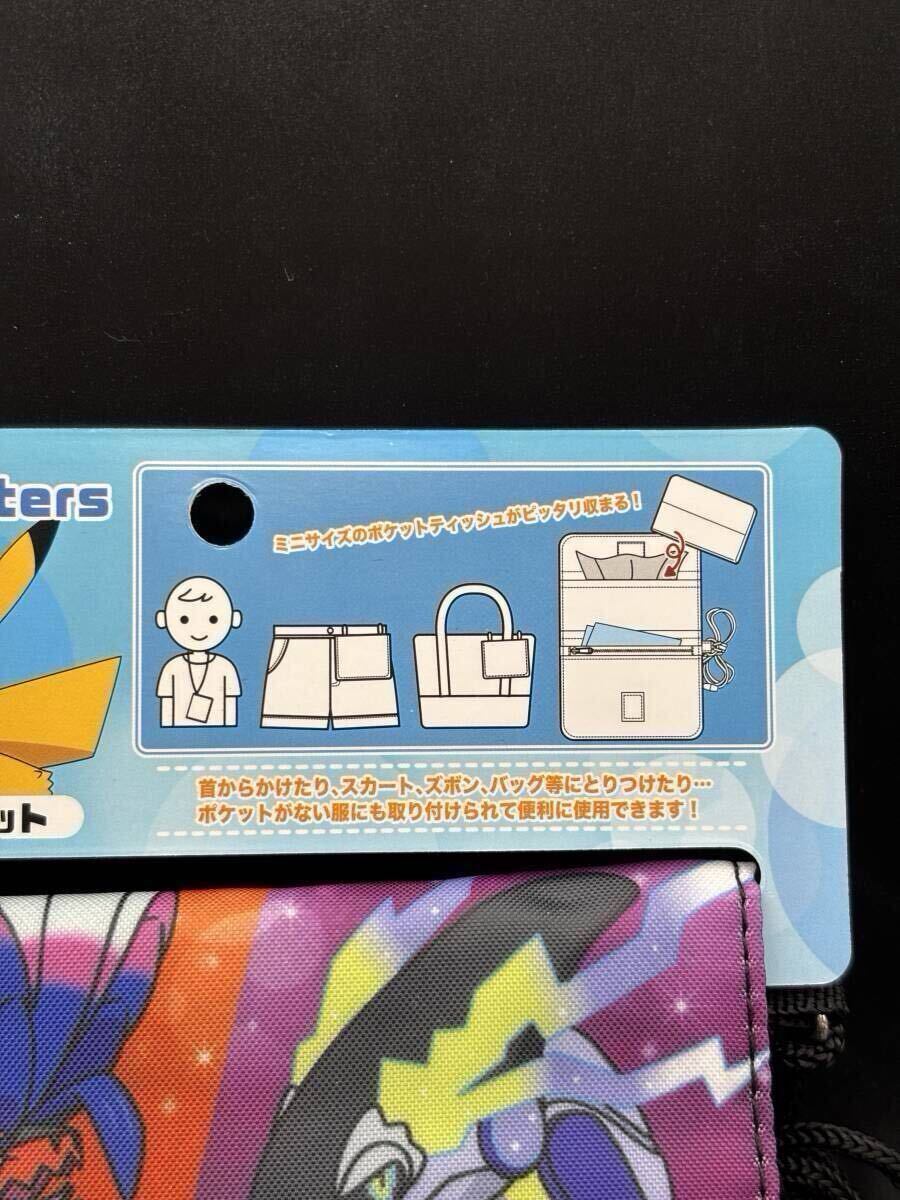 ters
ミニサイズのポケットティッシュがピッタリ収まる！
首からかけたり、スカート、ズボン、バッグ等にとりつけたり…
ポケットがない服にも取り付けられて便利に使用できます！
ット